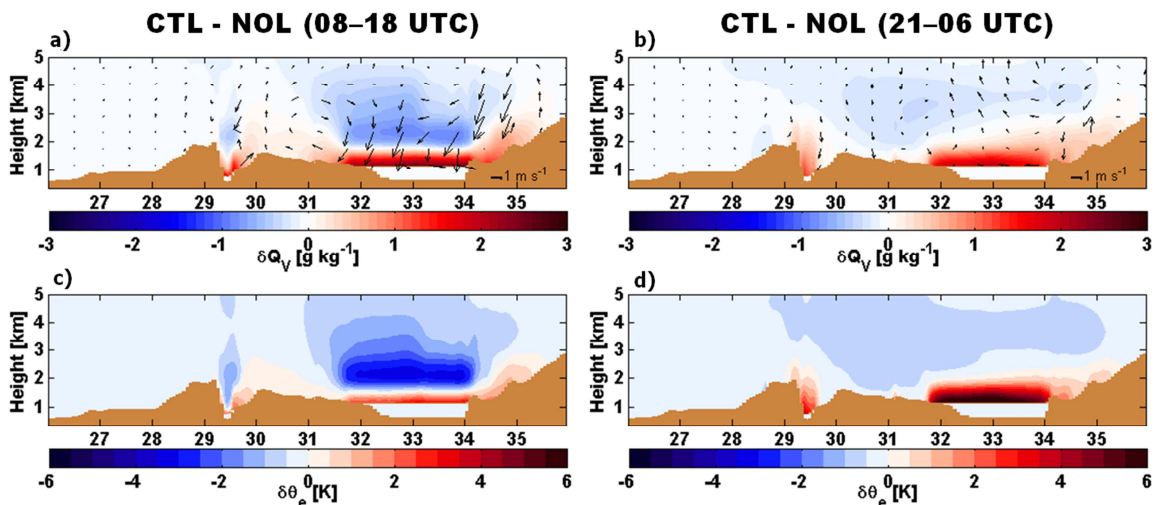 CTL - NOL (08–18 UTC)
CTL - NOL (21–06 UTC)
a)
Height [km]
5
4
3
2
1
1 m s⁻¹
27 28 29 30 31 32 33 34 35
-3 -2 -1 0 1 2 3
δQ_V [g kg⁻¹]
b)
Height [km]
5
4
3
2
1
1 m s⁻¹
27 28 29 30 31 32 33 34 35
-3 -2 -1 0 1 2 3
δQ_V [g kg⁻¹]
c)
Height [km]
5
4
3
2
1
27 28 29 30 31 32 33 34 35
-6 -4 -2 0 2 4 6
δθ_e [K]
d)
Height [km]
5
4
3
2
1
27 28 29 30 31 32 33 34 35
-6 -4 -2 0 2 4 6
δθ_e [K]